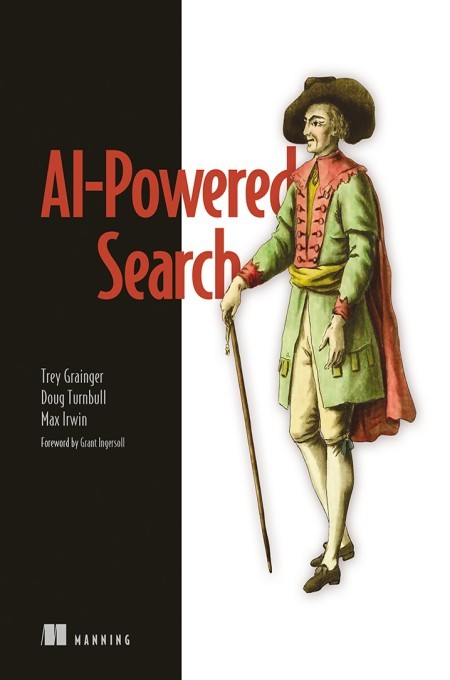 AI-Powered
Search
Trey Grainger
Doug Turnbull
Max Irwin
Foreword by Grant Ingersoll
MANNING